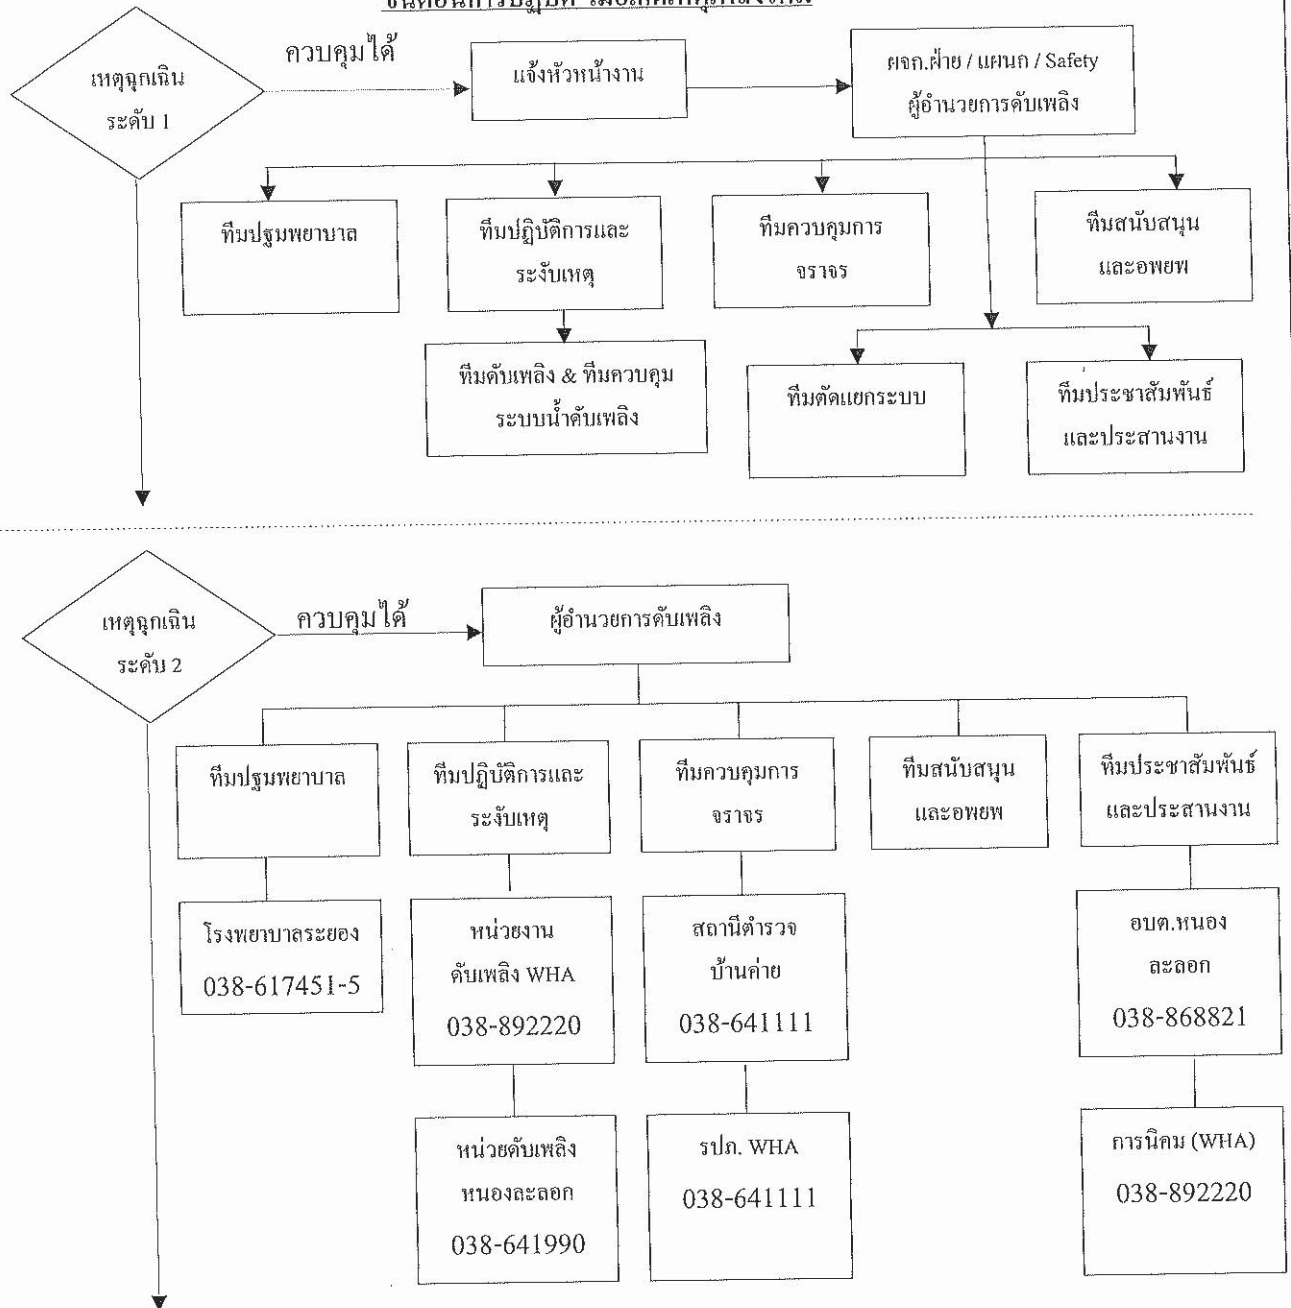 ควบคุมได้
เหตุฉุกเฉิน
ระดับ 1
แจ้งหัวหน้างาน
ผจก.ฝ่าย / แผนก / Safety
ผู้อำนวยการดับเพลิง
ทีมปฐมพยาบาล
ทีมปฏิบัติการและ
ระงับเหตุ
ทีมควบคุมการ
จราจร
ทีมสนับสนุน
และอพยพ
ทีมดับเพลิง & ทีมควบคุม
ระบบน้ำดับเพลิง
ทีมตัดแยกระบบ
ทีมประชาสัมพันธ์
และประสานงาน
เหตุฉุกเฉิน
ระดับ 2
ควบคุมได้
ผู้อำนวยการดับเพลิง
ทีมปฐมพยาบาล
ทีมปฏิบัติการและ
ระงับเหตุ
ทีมควบคุมการ
จราจร
ทีมสนับสนุน
และอพยพ
ทีมประชาสัมพันธ์
และประสานงาน
โรงพยาบาลระยอง
038-617451-5
หน่วยงาน
ดับเพลิง WHA
038-892220
สถานีตำรวจ
บ้านค่าย
038-641111
อบต.หนอง
ละลอก
038-868821
หน่วยดับเพลิง
หนองละลอก
038-641990
รปภ. WHA
038-641111
การนิคม (WHA)
038-892220